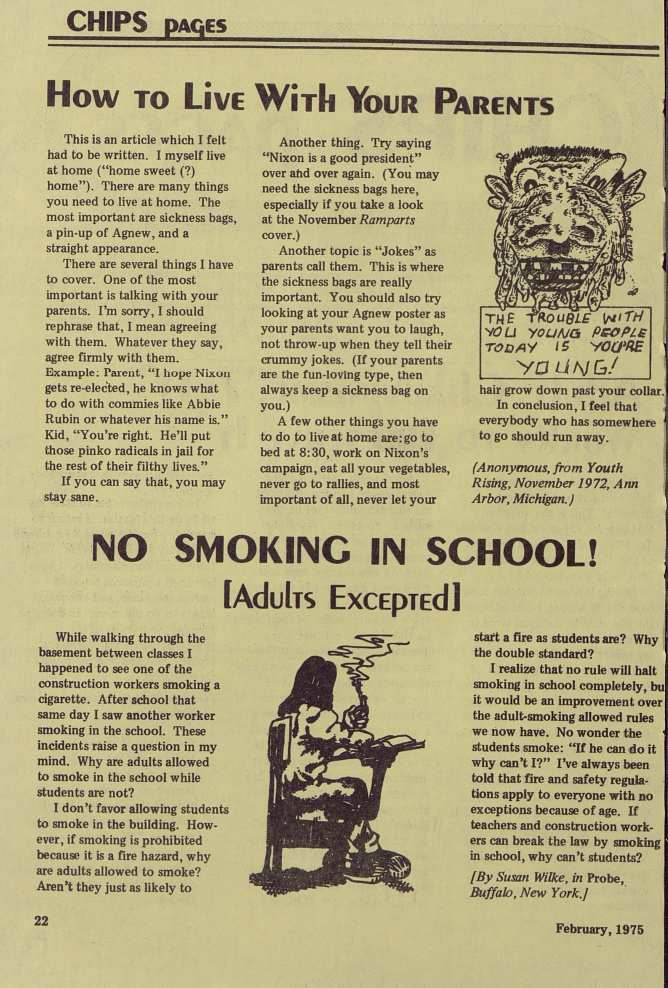 CHIPS PAGES
How to Live With Your Parents
This is an article which I felt
had to be written. I myself live
at home ("home sweet (?)
home"). There are many things
you need to live at home. The
most important are sickness bags,
a pin-up of Agnew, and a
straight appearance.
There are several things I have
to cover. One of the most
important is talking with your
parents. I'm sorry, I should
rephrase that, I mean agreeing
with them. Whatever they say,
agree firmly with them.
Example: Parent, "I hope Nixon
gets re-elected, he knows what
to do with commies like Abbie
Rubin or whatever his name is."
Kid, "You're right. He'll put
those pinko radicals in jail for
the rest of their filthy lives."
If you can say that, you may
stay sane.
Another thing. Try saying
"Nixon is a good president"
over and over again. (You may
need the sickness bags here,
especially if you take a look
at the November Ramparts
cover.)
Another topic is "Jokes" as
parents call them. This is where
the sickness bags are really
important. You should also try
looking at your Agnew poster as
your parents want you to laugh,
not throw-up when they tell their
crummy jokes. (If your parents
are the fun-loving type, then
always keep a sickness bag on
you.)
A few other things you have
to do to live at home are: go to
bed at 8:30, work on Nixon's
campaign, eat all your vegetables,
never go to rallies, and most
important of all, never let your
THE TROUBLE WITH
YOU YOUNG PEOPLE
TODAY IS YOU'RE
YOUNG!
hair grow down past your collar.
In conclusion, I feel that
everybody who has somewhere
to go should run away.
(Anonymous, from Youth
Rising, November 1972, Ann
Arbor, Michigan.)
NO SMOKING IN SCHOOL!
[Adults Excepted]
While walking through the
basement between classes I
happened to see one of the
construction workers smoking a
cigarette. After school that
same day I saw another worker
smoking in the school. These
incidents raise a question in my
mind. Why are adults allowed
to smoke in the school while
students are not?
I don't favor allowing students
to smoke in the building. How-
ever, if smoking is prohibited
because it is a fire hazard, why
are adults allowed to smoke?
Aren't they just as likely to
start a fire as students are? Why
the double standard?
I realize that no rule will halt
smoking in school completely, bu
it would be an improvement over
the adult-smoking allowed rules
we now have. No wonder the
students smoke: "If he can do it
why can't I?" I've always been
told that fire and safety regula-
tions apply to everyone with no
exceptions because of age. If
teachers and construction work-
ers can break the law by smoking
in school, why can't students?
[By Susan Wilke, in Probe,
Buffalo, New York.]
22
February, 1975